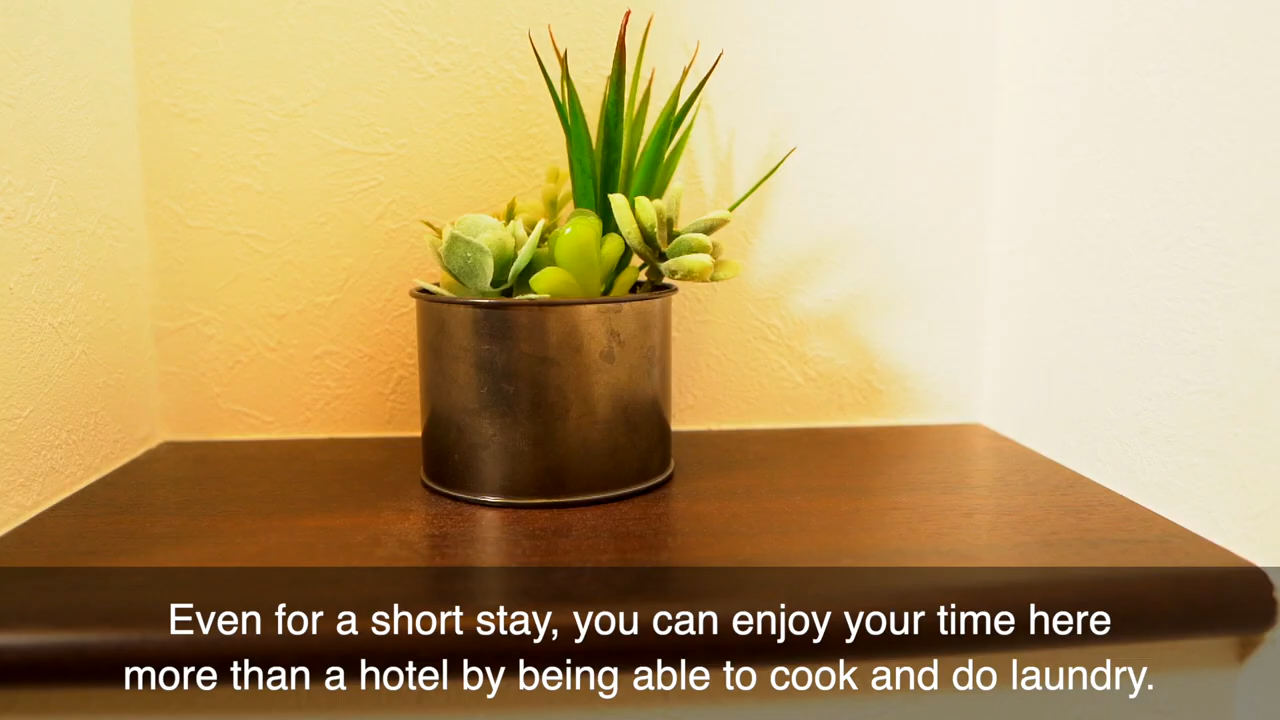 Even for a short stay, you can enjoy your time here
more than a hotel by being able to cook and do laundry.